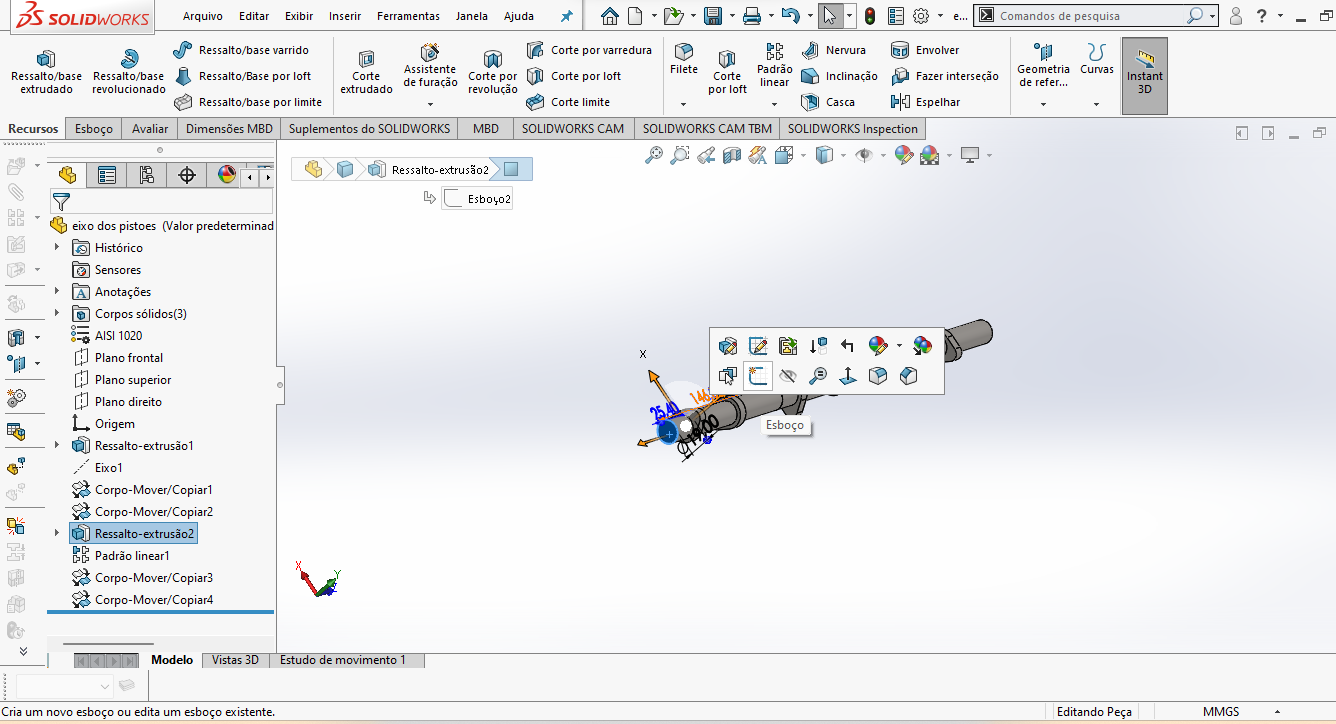 SOLIDWORKS
Arquivo Editar Exibir Inserir Ferramentas Janela Ajuda
e... Comandos de pesquisa
Ressalto/base extrudado
Ressalto/base revolucionado
Ressalto/base varrido
Ressalto/Base por loft
Ressalto/base por limite
Corte extrudado
Assistente de furação
Corte por revolução
Corte por varredura
Corte por loft
Corte limite
Filete
Corte por loft
Padrão linear
Nervura
Inclinação
Casca
Envolver
Fazer interseção
Espelhar
Geometria de refer...
Curvas
Instant 3D
Recursos Esboço Avaliar Dimensões MBD Suplementos do SOLIDWORKS MBD SOLIDWORKS CAM SOLIDWORKS CAM TBM SOLIDWORKS Inspection
Ressalto-extrusão2
Esboço2
eixo dos pistoes (Valor predeterminad
Histórico
Sensores
Anotações
Corpos sólidos(3)
AISI 1020
Plano frontal
Plano superior
Plano direito
Origem
Ressalto-extrusão1
Eixo1
Corpo-Mover/Copiar1
Corpo-Mover/Copiar2
Ressalto-extrusão2
Padrão linear1
Corpo-Mover/Copiar3
Corpo-Mover/Copiar4
X
25,40
Ø19,00
Esboço
X Y
Modelo Vistas 3D Estudo de movimento 1
Cria um novo esboço ou edita um esboço existente.
Editando Peça MMGS